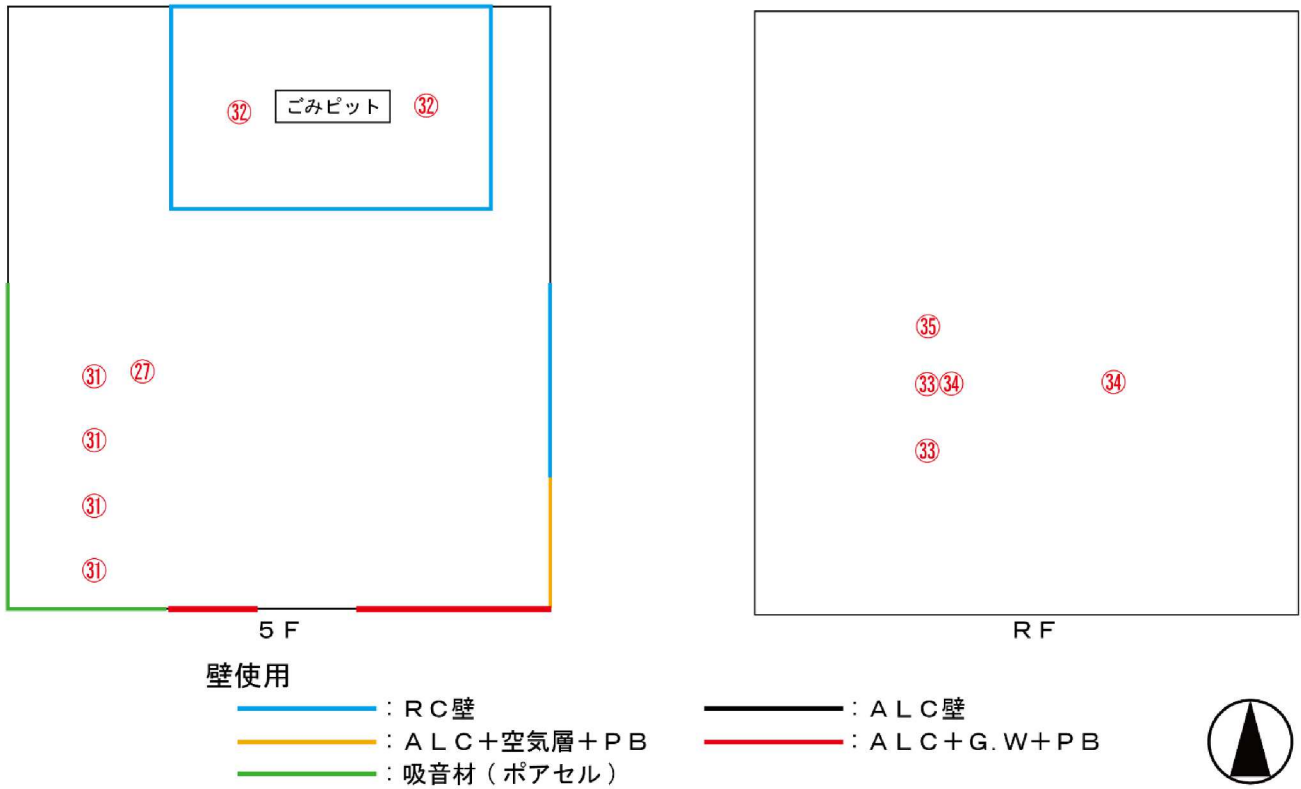 ㉜ ごみピット ㉜
㉛ ㉗
㉛
㉛
㉛
5F
㉟
㉝㉞ ㉞
㉝
RF
壁使用
：RC壁
：ALC＋空気層＋PB
：吸音材（ポアセル）
：ALC壁
：ALC＋G.W＋PB